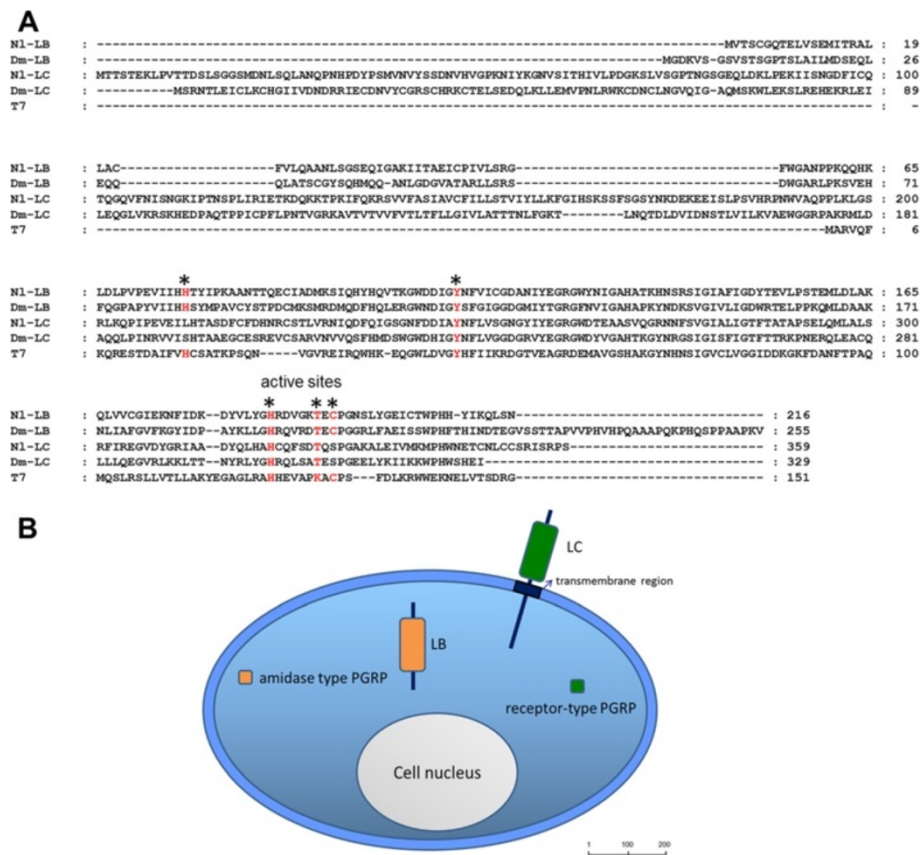 A
Nl-LB : --------------------------------------------------------------------------------MVTSCGQTELVSEMITRAL : 19
Dm-LB : ------------------------------------------------------------------------MGDKVS-GSVSTSGPTSLAILMDSEQL : 26
Nl-LC : MTTSTEKLPVTTDSLSGGSMDNLSQLANQPNHPDYPSMVNVYSSDNVHVGPKNIYKGNVSITHIVLPDGKSLVSGPTNGSGEQLDKLPEKIISNGDFICQ : 100
Dm-LC : ----------MSRNTLEICLKCHGIIVDNDRRIECDNVYCGRSCHRKCTELSEDQLKLLEMVPNLRWKCDNCLNGVQIG-AQMSKWLEKSLREHEKRLEI : 89
T7 : ---------------------------------------------------------------------------------------------------- : -
Nl-LB : LAC--------------------FVLQAANLSGSEQIGAKIITAEICPIVLSRG----------------------------------FWGANPPKQQHK : 65
Dm-LB : EQQ--------------------QLATSCGYSQHMQQ-ANLGDGVATARLLSRS----------------------------------DWGARLPKSVEH : 71
Nl-LC : TQGQVFINISNGKIPTNSPLIRIETKDQKKTPKIFQKRSVVFASIAVCFILLSTVIYLLKFGIHSKSSFSGSYNKDEKEEISLPSVHRPNWVAQPPLKLGS : 200
Dm-LC : LEQGLVKRSKHEDPAQTPPICPFLPNTVGRKAVTVTVVFVTLTFLLGIVLATTTNLFGKT--------LNQTDLDVIDNSTLVILKVAEWGGRPAKRMLD : 181
T7 : ----------------------------------------------------------------------------------------------MARVQF : 6
* *
Nl-LB : LDLPVPEVIIHHTYIPKAANTTQECIADMKSIQHYHQVTKGWDDIGYNFVICGDANIYEGRGWYNIGAHATKHNSRSIGIAFIGDYTEVLPSTEMLDLAK : 165
Dm-LB : FQGPAPYVIIHHSYMPAVCYSTPDCMKSMRDMQDFHQLERGWNDIGYSFGIGGDGMIYTGRGFNVIGAHAPKYNDKSVGIVLIGDWRTELPPKQMLDAAK : 171
Nl-LC : RLKQPIPEVEILHTASDFCFDHNRCSTLVRNIQDFQIGSGNFDDIAYNFLVSGNGYIYEGRGWDTEAASVQGRNNFSVGIALIGTFTATAPSELQMLALS : 300
Dm-LC : AQQLPINRVVISHTAAEGCESREVCSARVNVVQSFHMDSWGWDHIGYNFLVGGDGRVYEGRGWDYVGAHTKGYNRGSIGISFIGTFTTRKPNERQLEACQ : 281
T7 : KQRESTDAIFVHCSATKPSQN-----VGVREIRQWHK-EQGWLDVGYHFIIKRDGTVEAGRDEMAVGSHAKGYNHNSIGVCLVGGIDDKGKFDANFTPAQ : 100
active sites
* * *
Nl-LB : QLVVCGIEKNFIDK--DYVLYGHRDVGKTECPGNSLYGEICTWPHH-YIKQLSN-------------------------------- : 216
Dm-LB : NLIAFGVFKGYIDP--AYKLLGHRQVRDTECPGGRLFAEISSWPHFTHINDTEGVSSTTAPVVPHVHPQAAAPQKPHQSPPAAPKV : 255
Nl-LC : RFIREGVDYGRIAA--DYQLHAHCQFSDTQSPGAKALEIVMKMPHWNETCNLCCSRISRPS------------------------- : 359
Dm-LC : LLLQEGVRLKKLTT--NYRLYGHRQLSATESPGEELYKIIKKWPHWSHEI------------------------------------ : 329
T7 : MQSLRSLLVTLLAKYEGAGLRAHHEVAPKACPS---FDLKRWWEKNELVTSDRG-------------------------------- : 151
B
LC
transmembrane region
LB
amidase type PGRP
receptor-type PGRP
Cell nucleus
1 100 200